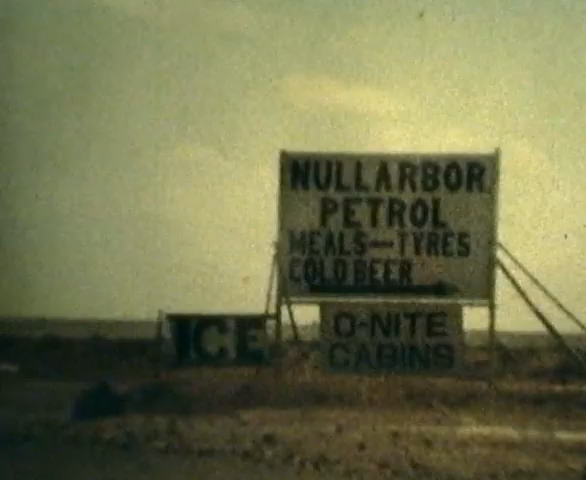 NULLARBOR
PETROL
MEALS—TYRES
COLD BEER
O-NITE
CABINS
ICE